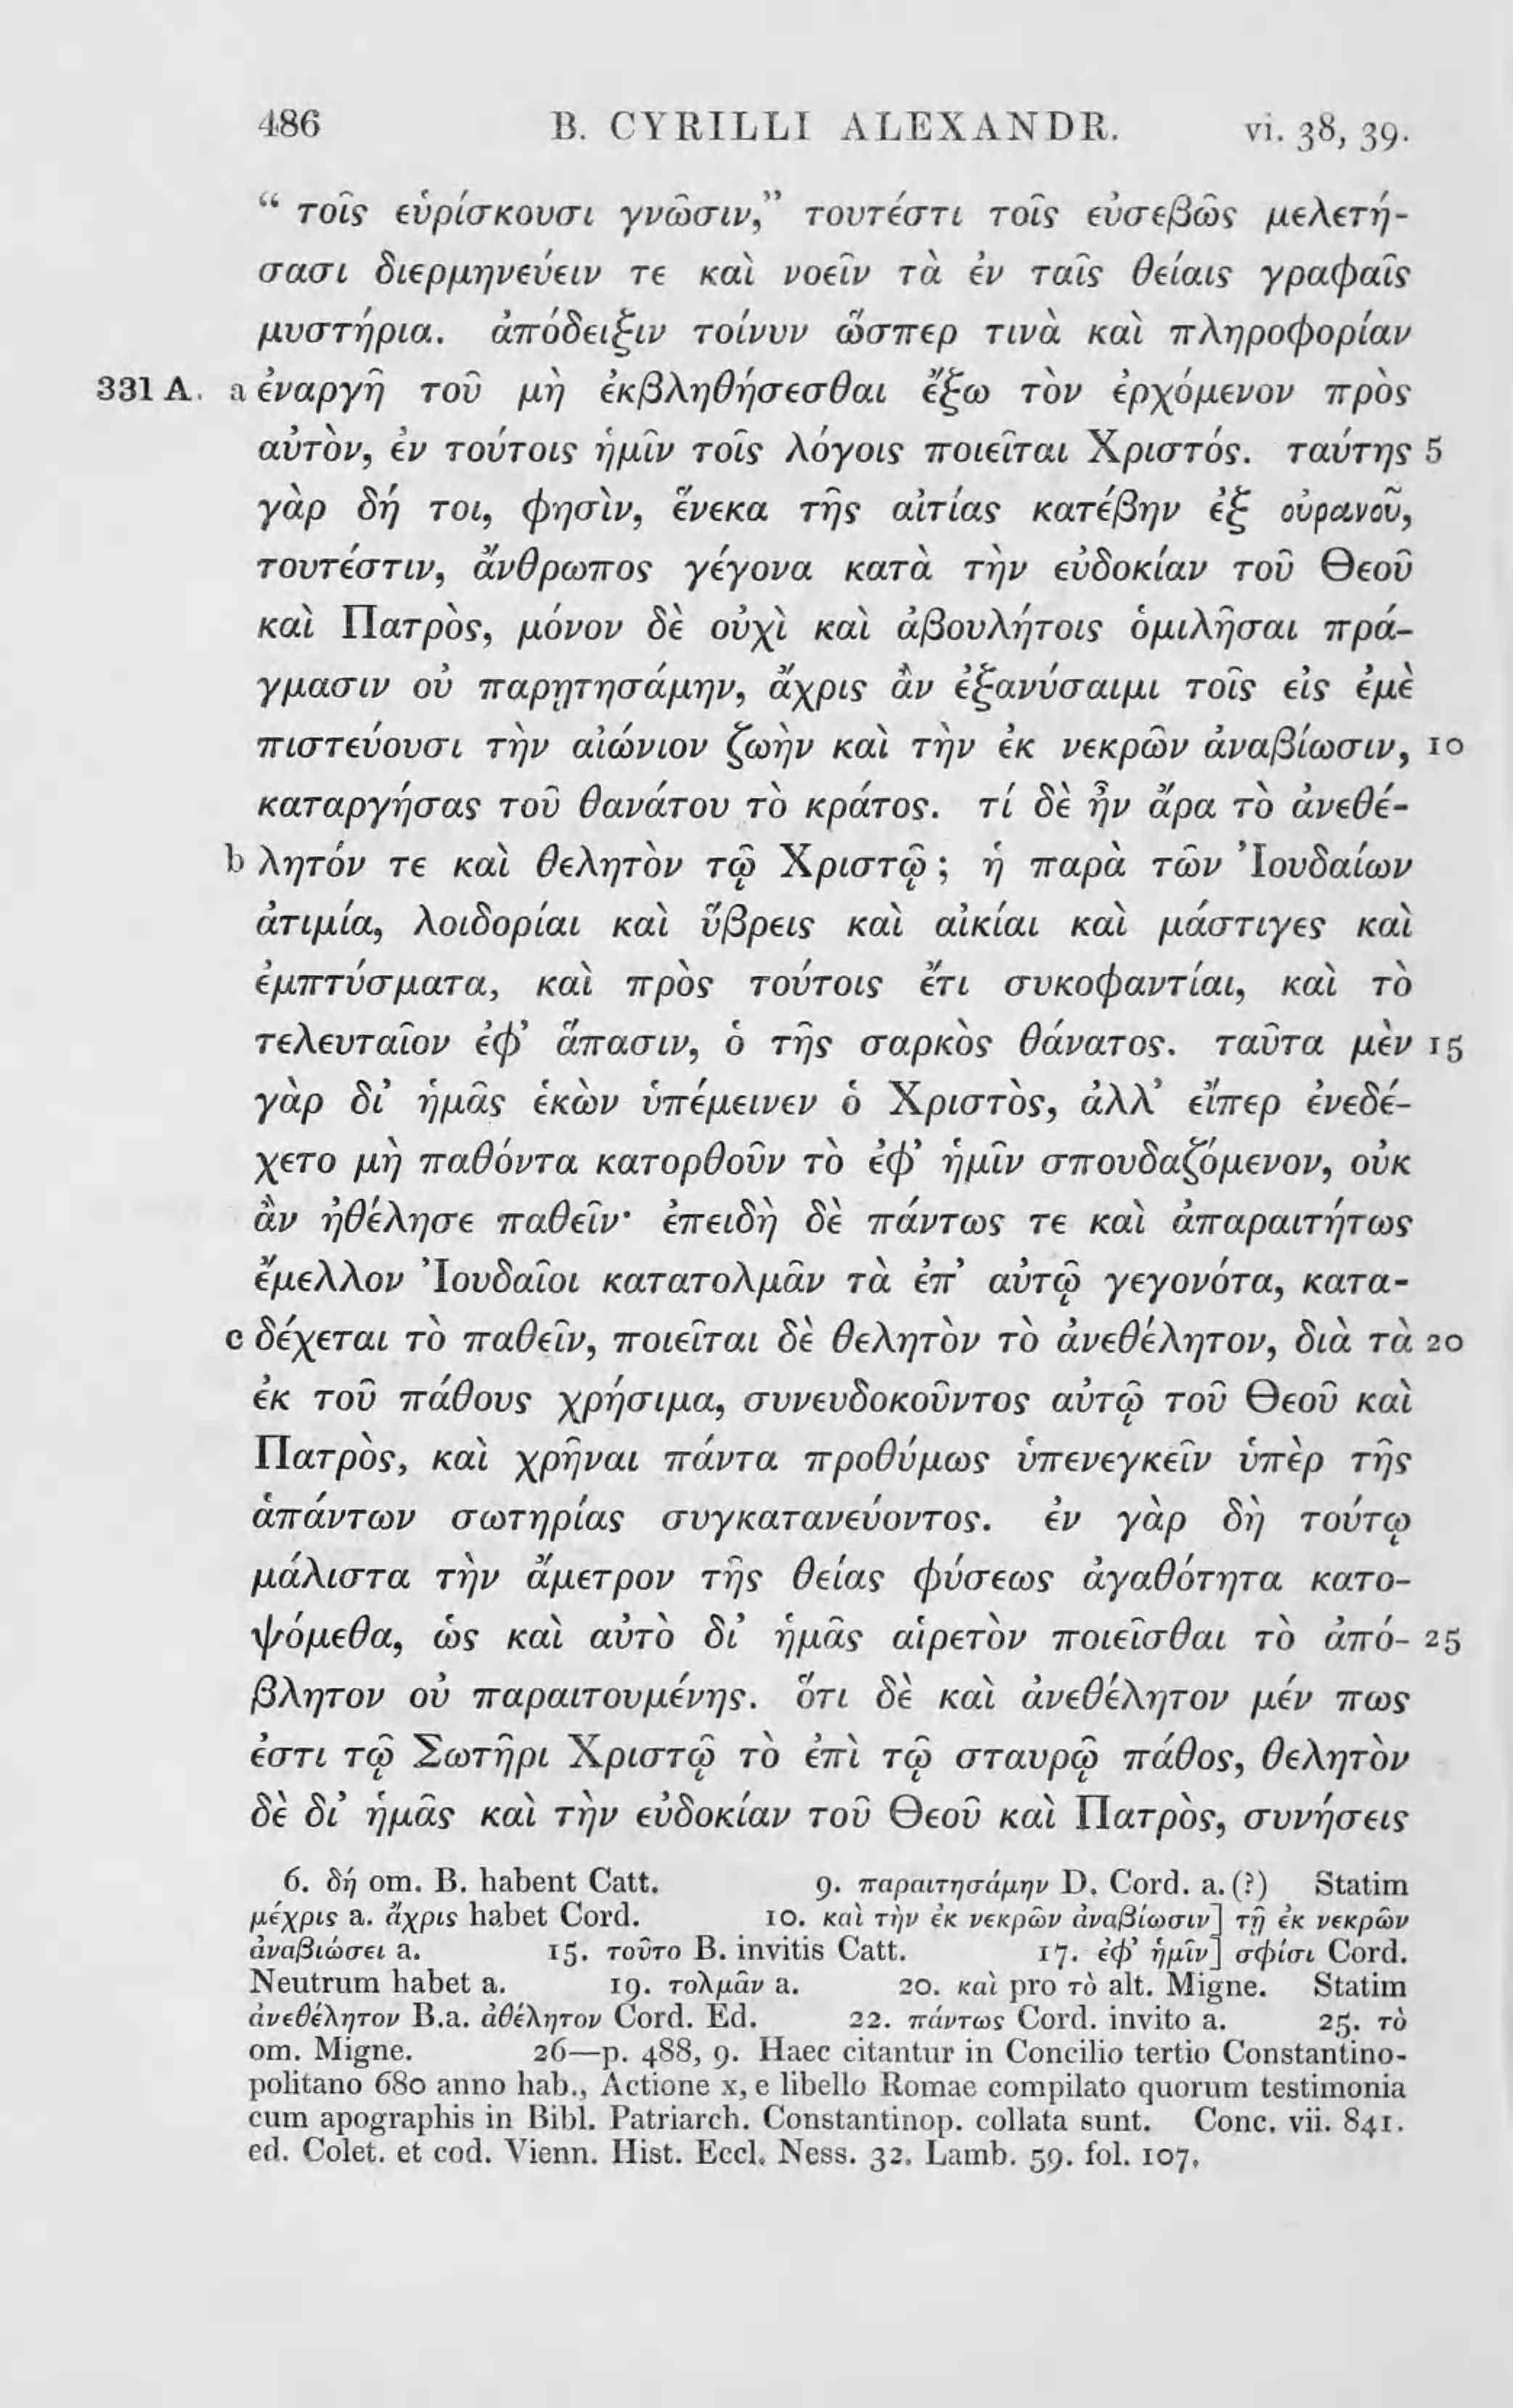 486 B. CYRILLI ALEXANDR. vi. 38, 39.
“ τοῖς εὑρίσκουσι γνῶσιν,” τουτέστι τοῖς εὐσεβῶς μελετή-
σασι διερμηνεύειν τε καὶ νοεῖν τὰ ἐν ταῖς θείαις γραφαῖς
μυστήρια. ἀπόδειξιν τοίνυν ὥσπερ τινὰ καὶ πληροφορίαν
331 A. a ἐναργῆ τοῦ μὴ ἐκβληθήσεσθαι ἔξω τὸν ἐρχόμενον πρὸς
αὐτὸν, ἐν τούτοις ἡμῖν τοῖς λόγοις ποιεῖται Χριστός. ταύτης 5
γὰρ δή τοι, φησὶν, ἕνεκα τῆς αἰτίας κατέβην ἐξ οὐρανοῦ,
τουτέστιν, ἄνθρωπος γέγονα κατὰ τὴν εὐδοκίαν τοῦ Θεοῦ
καὶ Πατρὸς, μόνον δὲ οὐχὶ καὶ ἀβουλήτοις ὁμιλῆσαι πρά-
γμασιν οὐ παρῃτησάμην, ἄχρις ἂν ἐξανύσαιμι τοῖς εἰς ἐμὲ
πιστεύουσι τὴν αἰώνιον ζωὴν καὶ τὴν ἐκ νεκρῶν ἀναβίωσιν, 10
καταργήσας τοῦ θανάτου τὸ κράτος. τί δὲ ἦν ἄρα τὸ ἀνεθέ-
b λητόν τε καὶ θελητὸν τῷ Χριστῷ ; ἡ παρὰ τῶν Ἰουδαίων
ἀτιμία, λοιδορίαι καὶ ὕβρεις καὶ αἰκίαι καὶ μάστιγες καὶ
ἐμπτύσματα, καὶ πρὸς τούτοις ἔτι συκοφαντίαι, καὶ τὸ
τελευταῖον ἐφ’ ἅπασιν, ὁ τῆς σαρκὸς θάνατος. ταῦτα μὲν 15
γὰρ δι’ ἡμᾶς ἑκὼν ὑπέμεινεν ὁ Χριστὸς, ἀλλ’ εἴπερ ἐνεδέ-
χετο μὴ παθόντα κατορθοῦν τὸ ἐφ’ ἡμῖν σπουδαζόμενον, οὐκ
ἂν ἠθέλησε παθεῖν· ἐπειδὴ δὲ πάντως τε καὶ ἀπαραιτήτως
ἔμελλον Ἰουδαῖοι κατατολμᾶν τὰ ἐπ’ αὐτῷ γεγονότα, κατα-
c δέχεται τὸ παθεῖν, ποιεῖται δὲ θελητὸν τὸ ἀνεθέλητον, διὰ τὰ 20
ἐκ τοῦ πάθους χρήσιμα, συνευδοκοῦντος αὐτῷ τοῦ Θεοῦ καὶ
Πατρὸς, καὶ χρῆναι πάντα προθύμως ὑπενεγκεῖν ὑπὲρ τῆς
ἁπάντων σωτηρίας συγκατανεύοντος. ἐν γὰρ δὴ τούτῳ
μάλιστα τὴν ἄμετρον τῆς θείας φύσεως ἀγαθότητα κατο-
ψόμεθα, ὡς καὶ αὐτὸ δι’ ἡμᾶς αἱρετὸν ποιεῖσθαι τὸ ἀπό- 25
βλητον οὐ παραιτουμένης. ὅτι δὲ καὶ ἀνεθέλητον μέν πως
ἐστι τῷ Σωτῆρι Χριστῷ τὸ ἐπὶ τῷ σταυρῷ πάθος, θελητὸν
δὲ δι’ ἡμᾶς καὶ τὴν εὐδοκίαν τοῦ Θεοῦ καὶ Πατρὸς, συνήσεις
6. δή om. B. habent Catt. 9. παραιτησάμην D. Cord. a. (?) Statim
μέχρις a. ἄχρις habet Cord. 10. καὶ τὴν ἐκ νεκρῶν ἀναβίωσιν] τῇ ἐκ νεκρῶν
ἀναβιώσει a. 15. τοῦτο B. invitis Catt. 17. ἐφ’ ἡμῖν] σφίσι Cord.
Neutrum habet a. 19. τολμᾶν a. 20. καὶ pro τὸ alt. Migne. Statim
ἀνεθέλητον B.a. ἀθέλητον Cord. Ed. 22. πάντως Cord. invito a. 25. τὸ
om. Migne. 26—p. 488, 9. Haec citantur in Concilio tertio Constantino-
politano 680 anno hab., Actione x, e libello Romae compilato quorum testimonia
cum apographis in Bibl. Patriarch. Constantinop. collata sunt. Conc. vii. 841.
ed. Colet. et cod. Vienn. Hist. Eccl. Ness. 32. Lamb. 59. fol. 107.